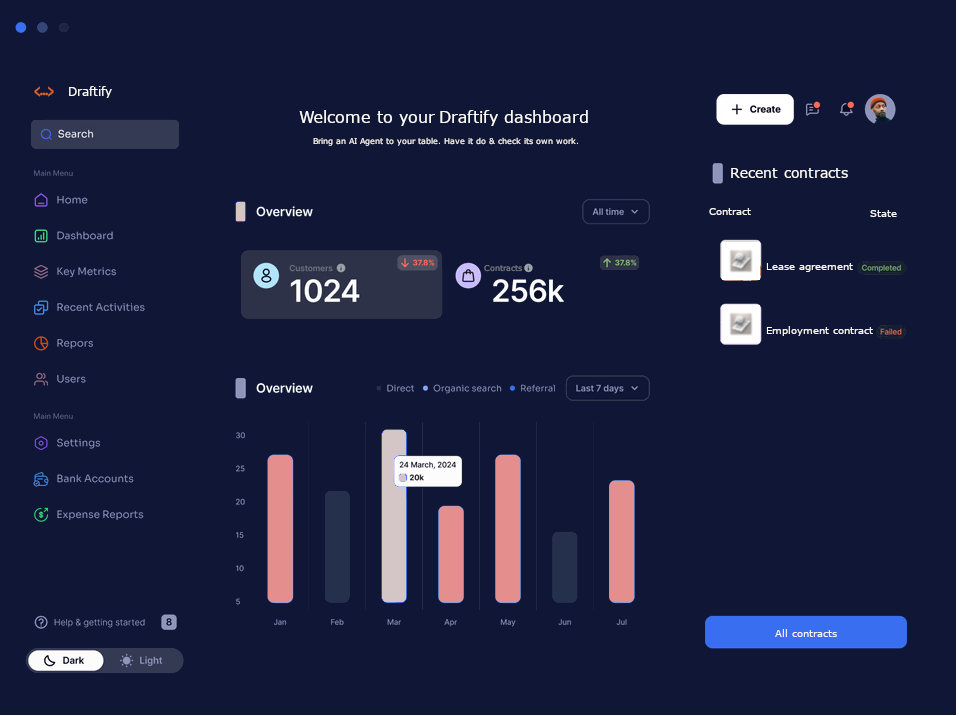 Draftify
Search
Main Menu
Home
Dashboard
Key Metrics
Recent Activities
Repors
Users
Main Menu
Settings
Bank Accounts
Expense Reports
Help & getting started 8
Dark Light
Welcome to your Draftify dashboard
Bring an AI Agent to your table. Have it do & check its own work.
Overview All time
Customers 37.8%
1024
Contracts 37.8%
256k
Overview Direct Organic search Referral Last 7 days
30
25
20
15
10
5
24 March, 2024
20k
Jan Feb Mar Apr May Jun Jul
+ Create
Recent contracts
Contract State
Lease agreement Completed
Employment contract Failed
All contracts